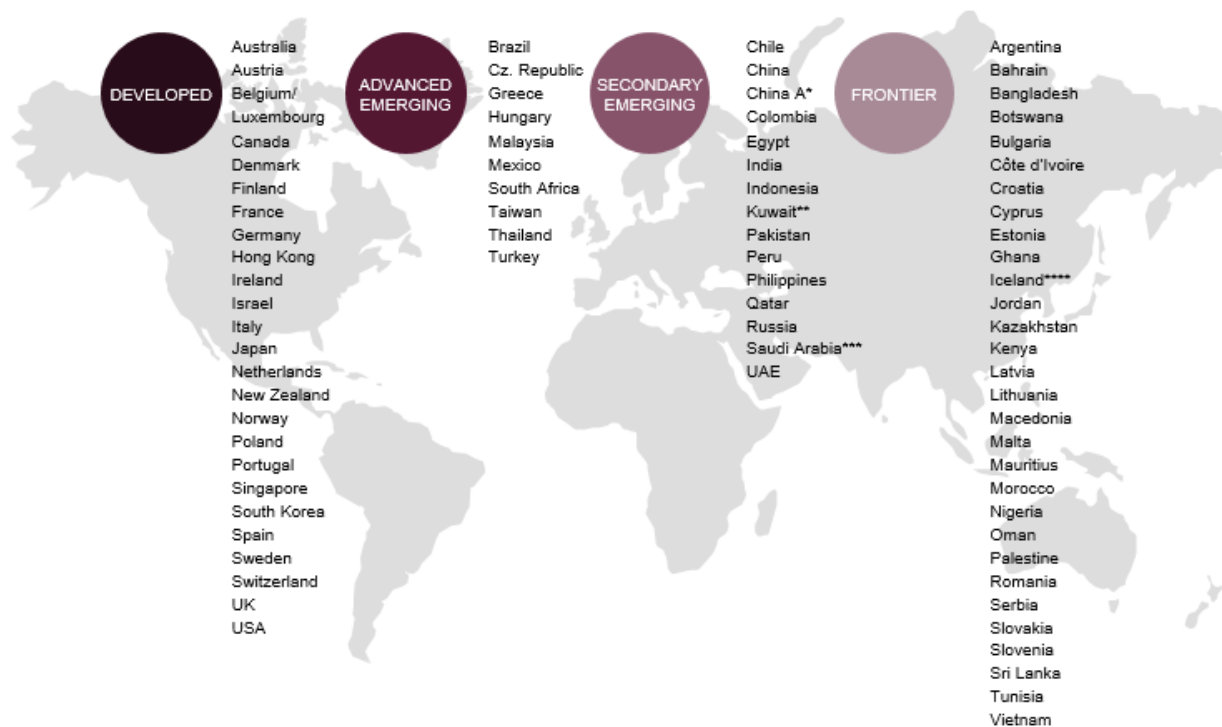 DEVELOPED
Australia
Austria
Belgium/
Luxembourg
Canada
Denmark
Finland
France
Germany
Hong Kong
Ireland
Israel
Italy
Japan
Netherlands
New Zealand
Norway
Poland
Portugal
Singapore
South Korea
Spain
Sweden
Switzerland
UK
USA
ADVANCED
EMERGING
Brazil
Cz. Republic
Greece
Hungary
Malaysia
Mexico
South Africa
Taiwan
Thailand
Turkey
SECONDARY
EMERGING
Chile
China
China A*
Colombia
Egypt
India
Indonesia
Kuwait**
Pakistan
Peru
Philippines
Qatar
Russia
Saudi Arabia***
UAE
FRONTIER
Argentina
Bahrain
Bangladesh
Botswana
Bulgaria
Côte d'Ivoire
Croatia
Cyprus
Estonia
Ghana
Iceland****
Jordan
Kazakhstan
Kenya
Latvia
Lithuania
Macedonia
Malta
Mauritius
Morocco
Nigeria
Oman
Palestine
Romania
Serbia
Slovakia
Slovenia
Sri Lanka
Tunisia
Vietnam